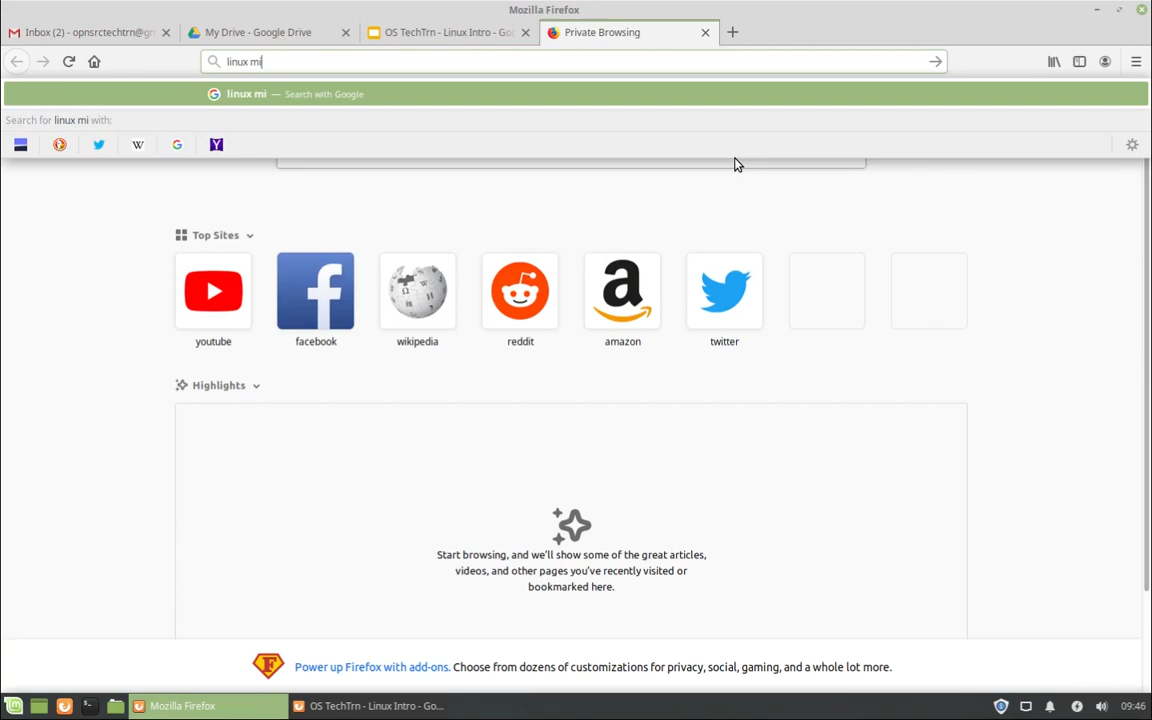 Mozilla Firefox
Inbox (2) - opnsrctechtrn@gm
My Drive - Google Drive
OS TechTrn - Linux Intro - Goo
Private Browsing
linux mi
linux mi — Search with Google
Search for linux mi with:
Top Sites
youtube
facebook
wikipedia
reddit
amazon
twitter
Highlights
Start browsing, and we'll show some of the great articles,
videos, and other pages you've recently visited or
bookmarked here.
Power up Firefox with add-ons. Choose from dozens of customizations for privacy, social, gaming, and a whole lot more.
Mozilla Firefox
OS TechTrn - Linux Intro - Go...
09:46